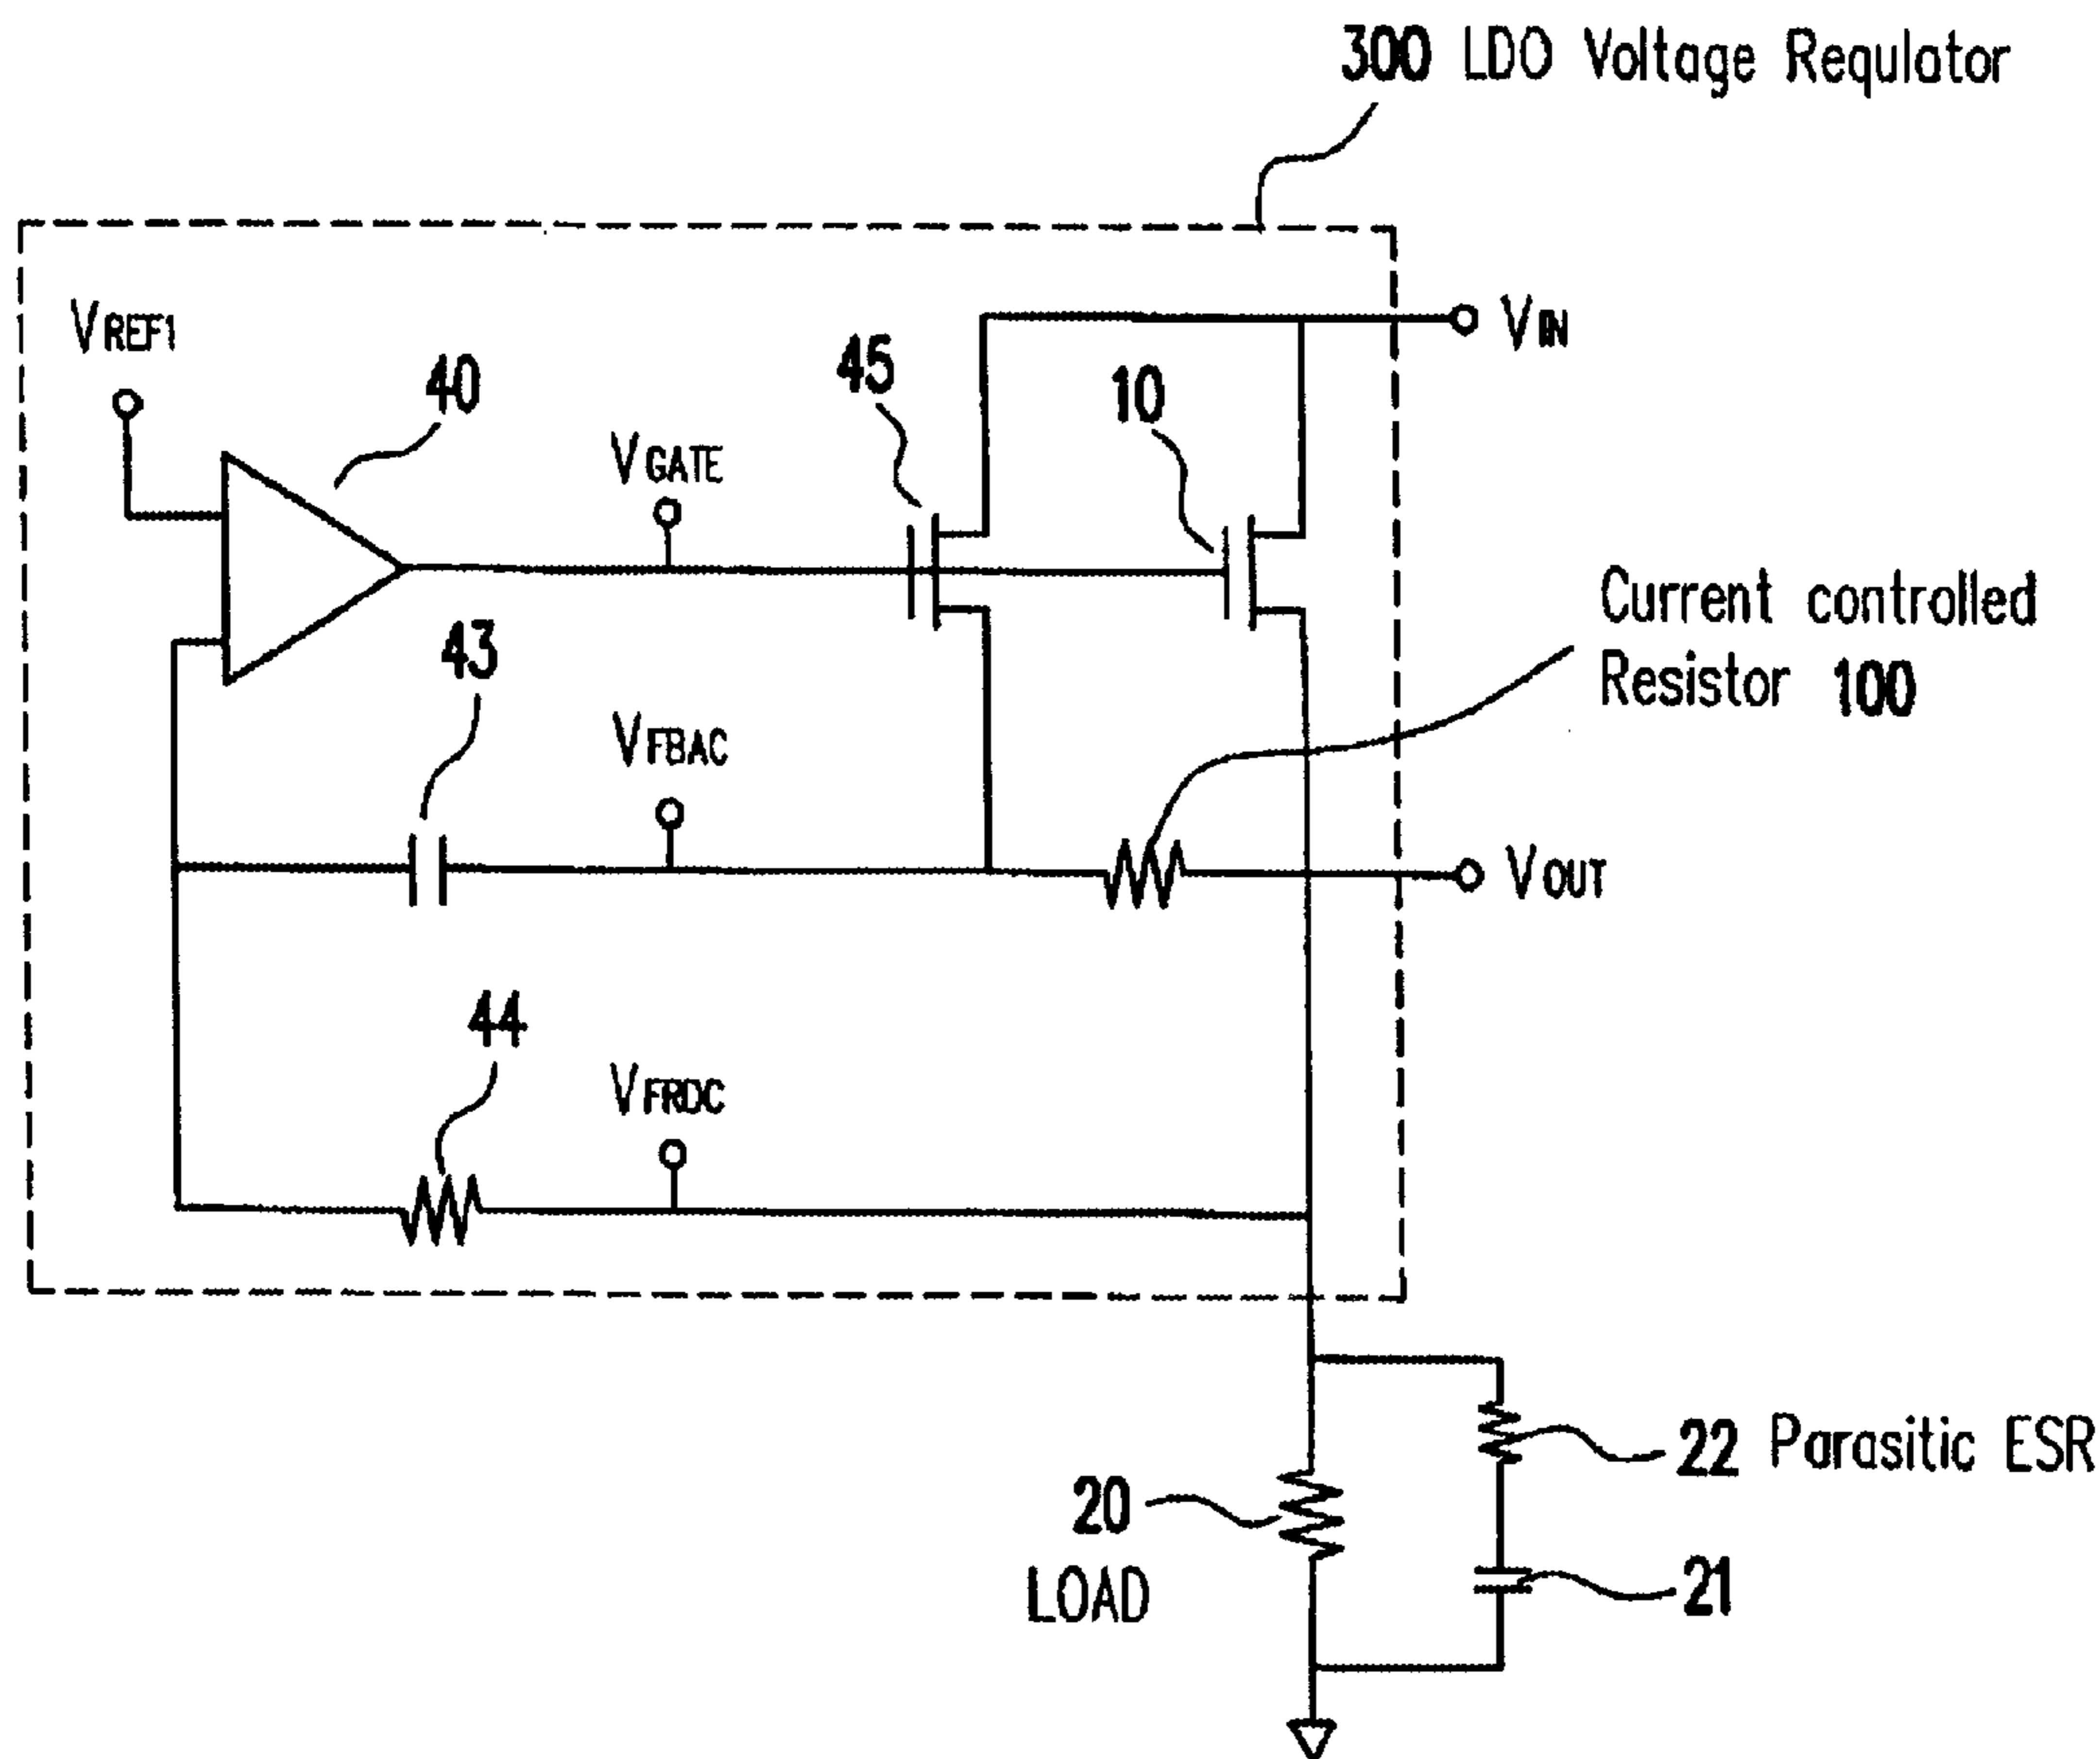 300 LDO Voltage Requlator
VREF1
40
45
10
VIN
VGATE
Current controlled
Resistor 100
43
VFBAC
VOUT
44
VFRDC
22 Parasitic ESR
20
LOAD
21